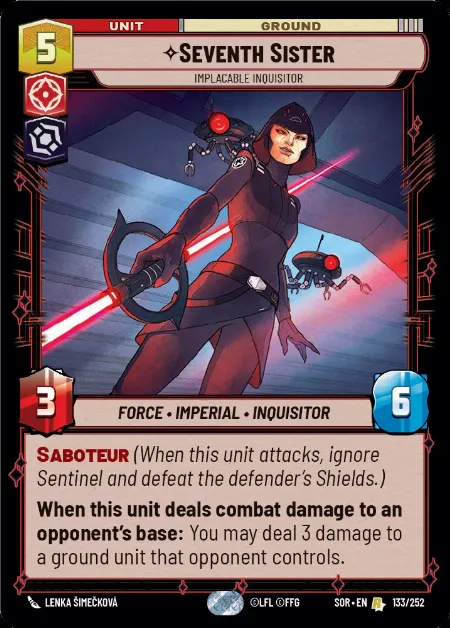 UNIT GROUND
5
✧SEVENTH SISTER
IMPLACABLE INQUISITOR
3
FORCE • IMPERIAL • INQUISITOR
6
SABOTEUR (When this unit attacks, ignore
Sentinel and defeat the defender's Shields.)
When this unit deals combat damage to an
opponent's base: You may deal 3 damage to
a ground unit that opponent controls.
LENKA ŠIMEČKOVÁ ©LFL ©FFG SOR • EN R 133/252